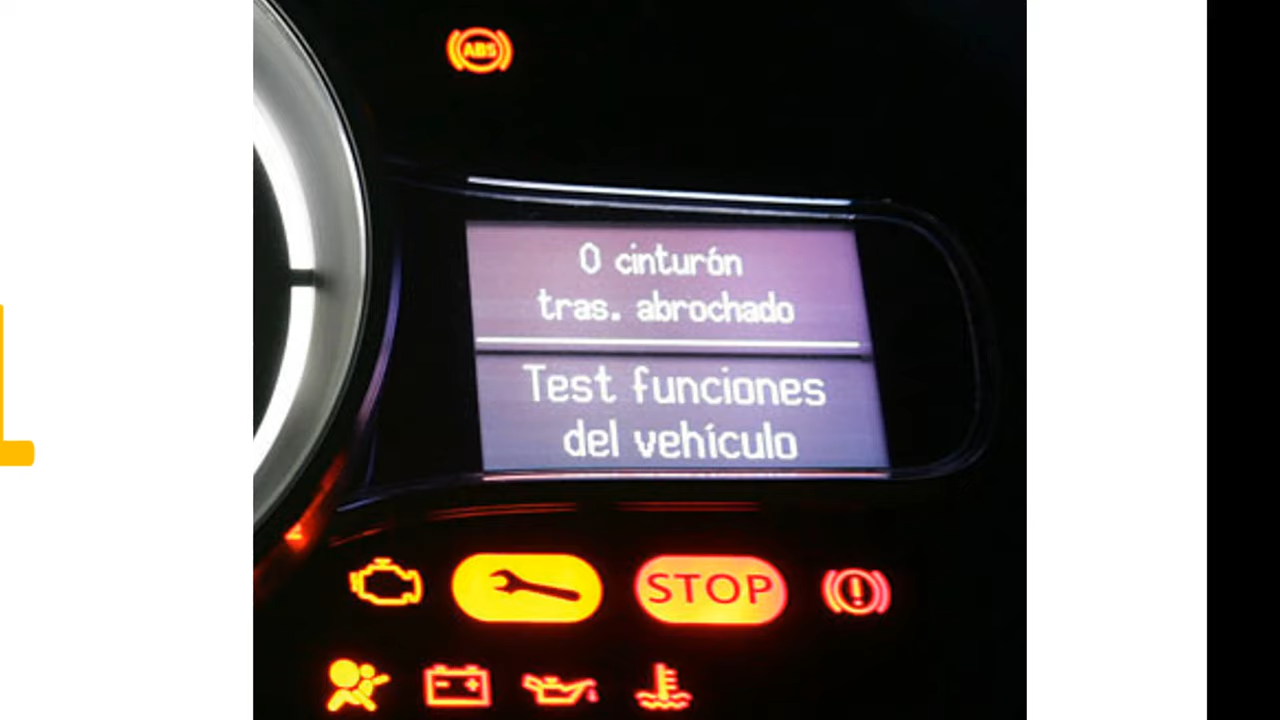 ABS
0 cinturón
tras. abrochado
Test funciones
del vehículo
STOP